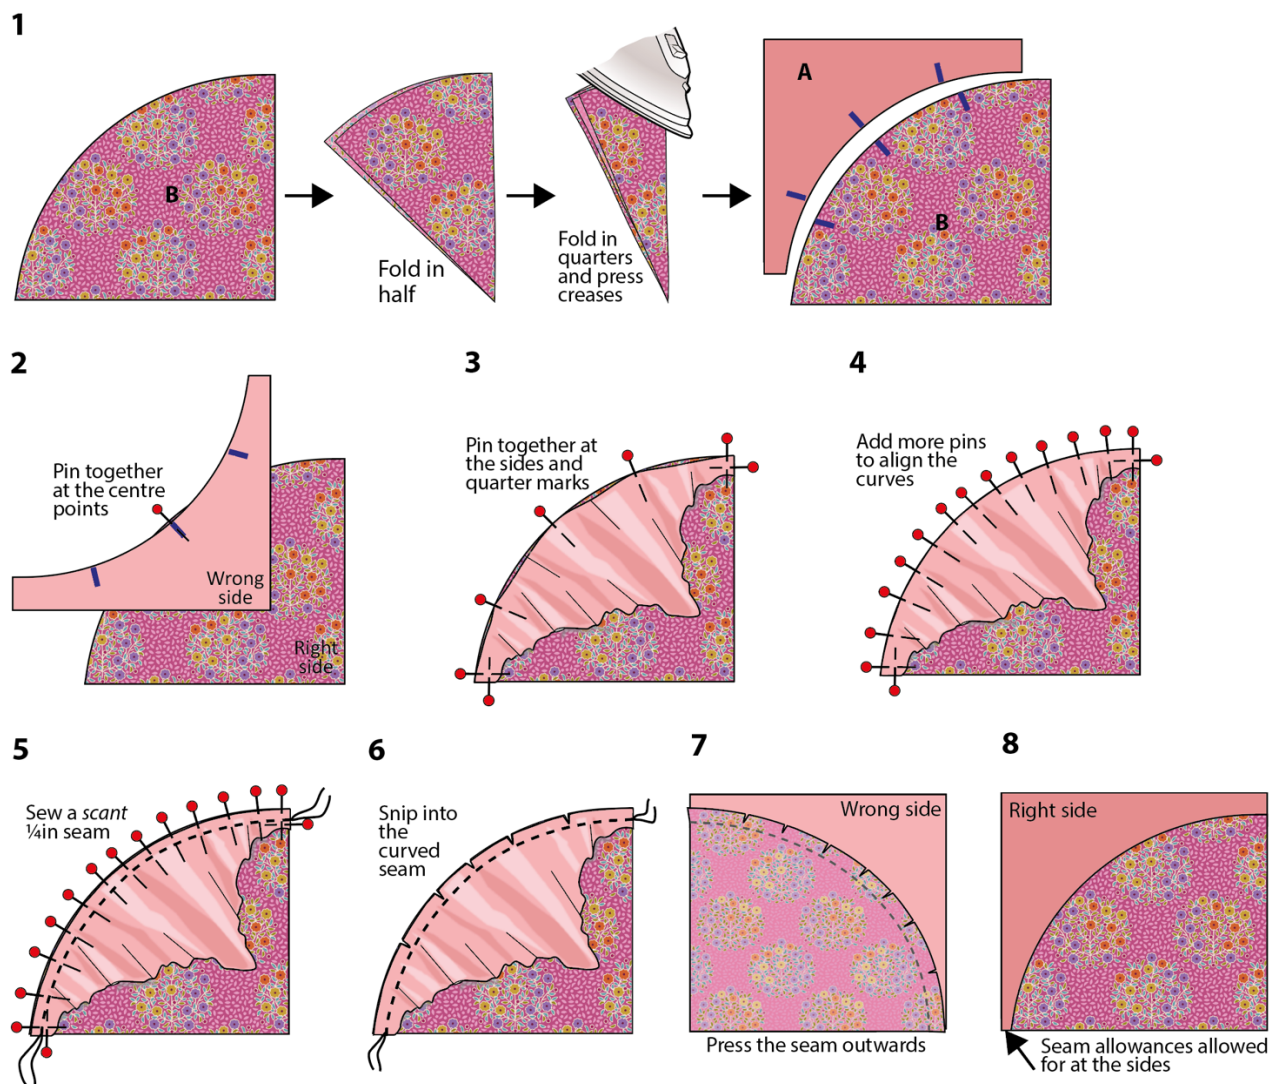 1
B
Fold in
half
Fold in
quarters
and press
creases
A
B
2
Pin together
at the centre
points
Wrong
side
Right
side
3
Pin together at
the sides and
quarter marks
4
Add more pins
to align the
curves
5
Sew a scant
¼in seam
6
Snip into
the
curved
seam
7
Wrong side
Press the seam outwards
8
Right side
Seam allowances allowed
for at the sides